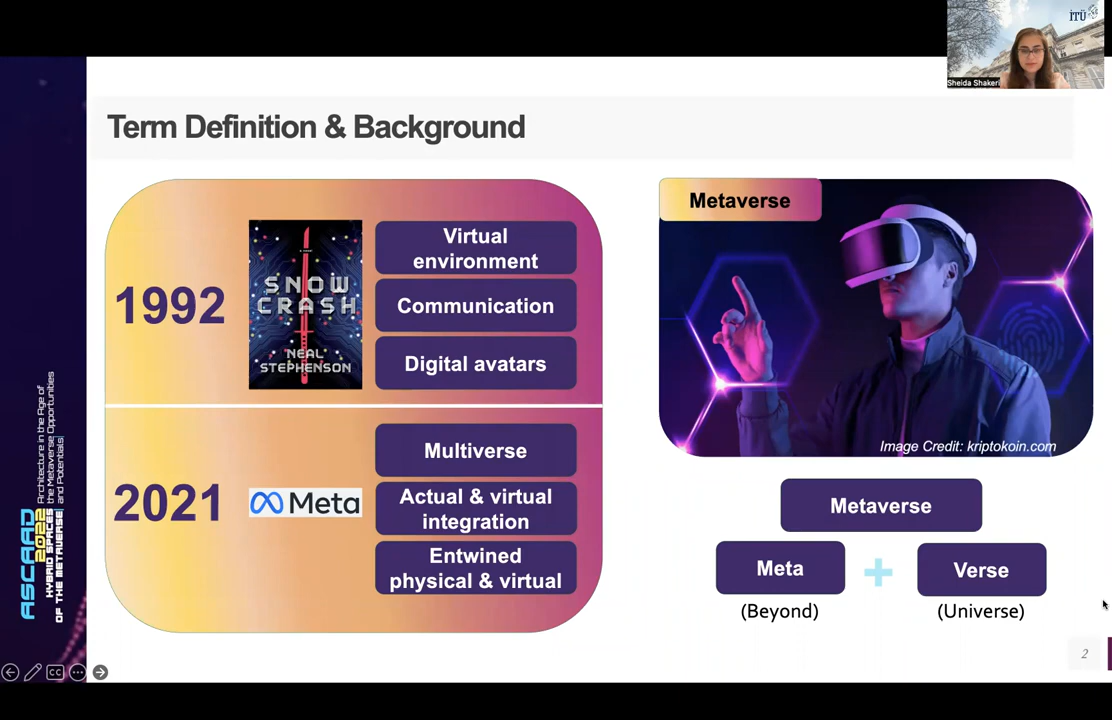 İTÜ
Sheida Shakeri
Term Definition & Background
1992
SNOW
CRASH
NEAL
STEPHENSON
Virtual
environment
Communication
Digital avatars
2021
Meta
Multiverse
Actual & virtual
integration
Entwined
physical & virtual
Metaverse
Image Credit: kriptokoin.com
Metaverse
Meta
Verse
(Beyond)
(Universe)
ASCAAD
2022
Architecture in the Age of
the Metaverse Opportunities
and Potentials
HYBRID SPACES
OF THE METAVERSE
2
CC